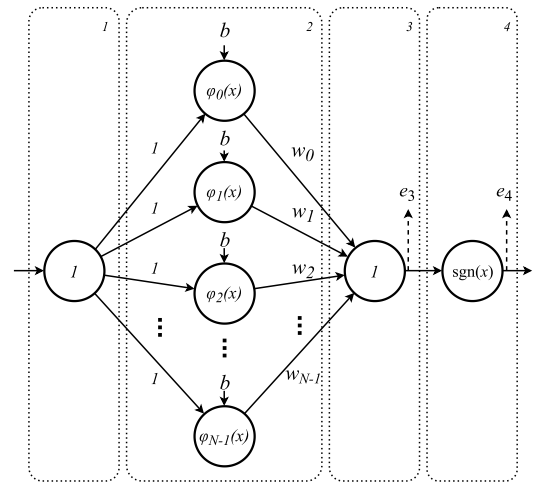 1 2 3 4
b
φ0(x)
b
1 w0
φ1(x)
1 w1 e3 e4
b
1 1 w2 1 sgn(x)
φ2(x)
b
1 wN-1
φN-1(x)